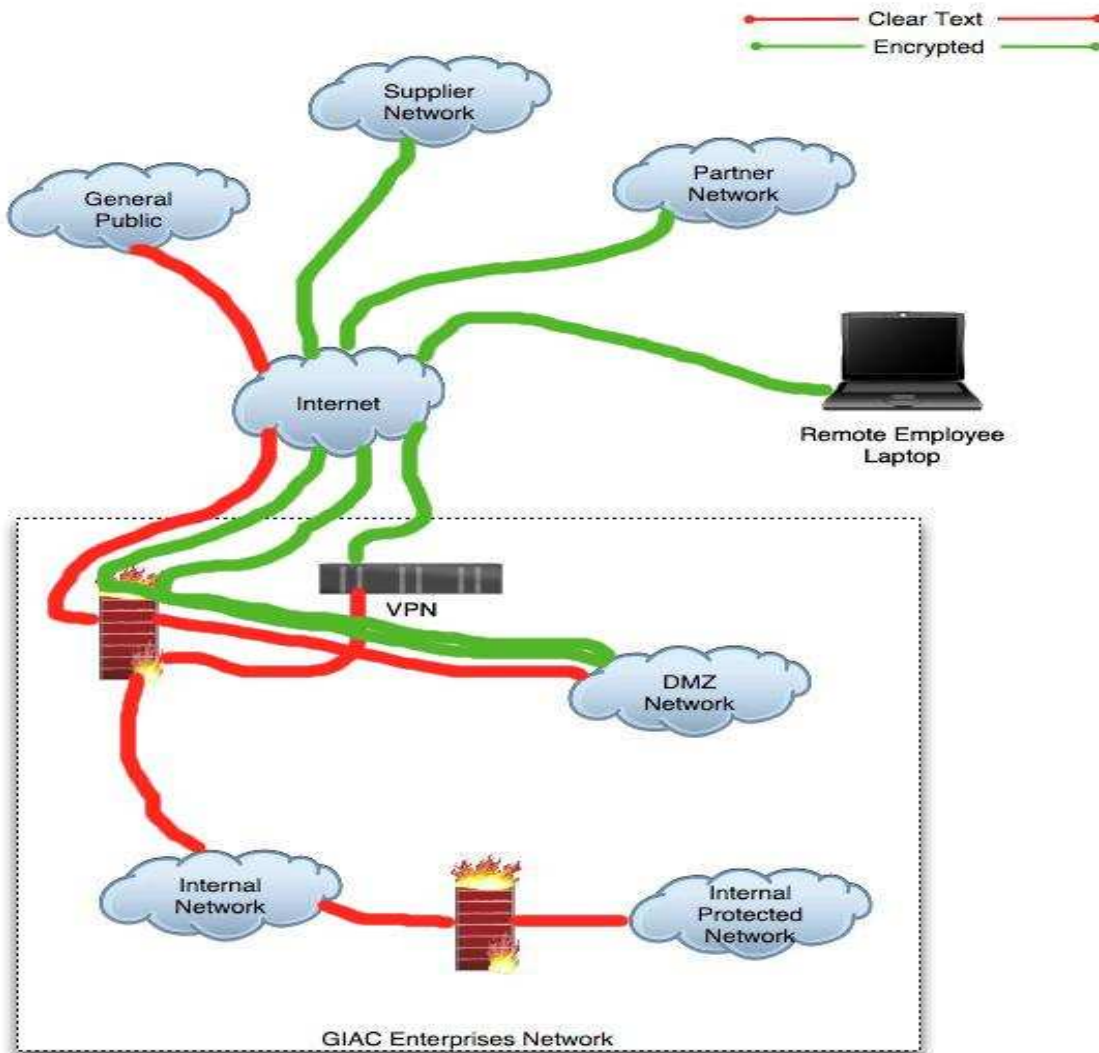 Clear Text
Encrypted
Supplier
Network
Partner
Network
General
Public
Internet
Remote Employee
Laptop
VPN
DMZ
Network
Internal
Network
Internal
Protected
Network
GIAC Enterprises Network